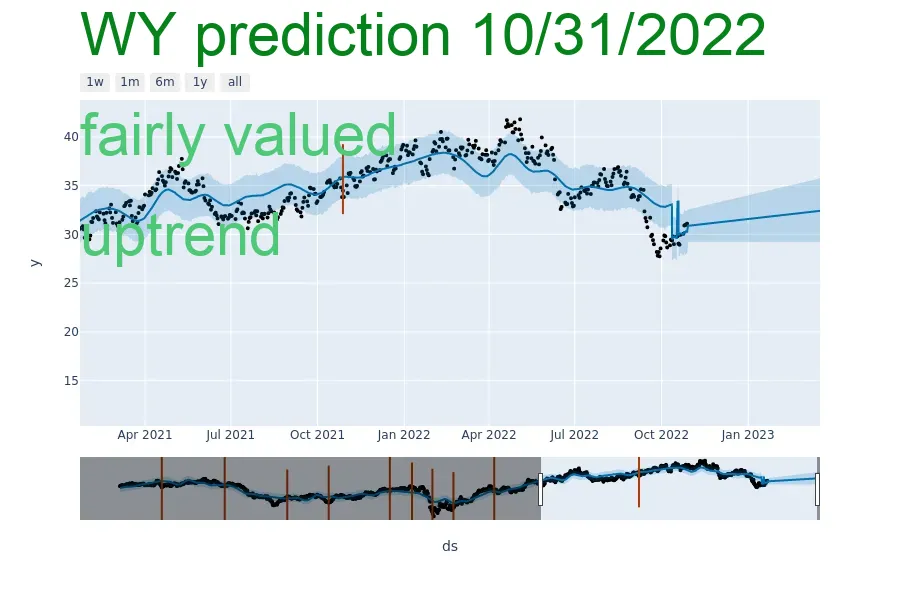 WY prediction 10/31/2022
1w 1m 6m 1y all
fairly valued
uptrend
40
35
30
25
20
15
y
Apr 2021 Jul 2021 Oct 2021 Jan 2022 Apr 2022 Jul 2022 Oct 2022 Jan 2023
ds